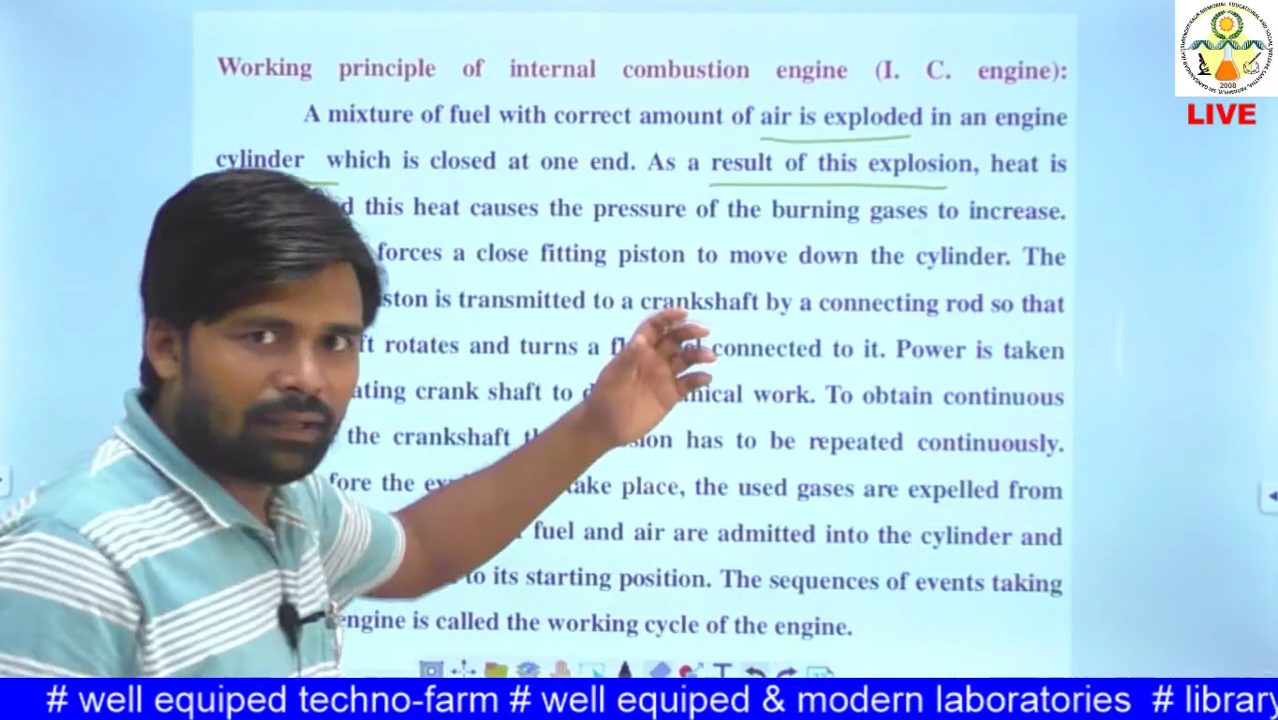 Working principle of internal combustion engine (I. C. engine):
A mixture of fuel with correct amount of air is exploded in an engine
cylinder which is closed at one end. As a result of this explosion, heat is
this heat causes the pressure of the burning gases to increase.
forces a close fitting piston to move down the cylinder. The
is transmitted to a crankshaft by a connecting rod so that
rotates and turns a connected to it. Power is taken
crank shaft to work. To obtain continuous
the crankshaft has to be repeated continuously.
the take place, the used gases are expelled from
fuel and air are admitted into the cylinder and
to its starting position. The sequences of events taking
engine is called the working cycle of the engine.
2008
LIVE
# well equiped techno-farm # well equiped & modern laboratories # library